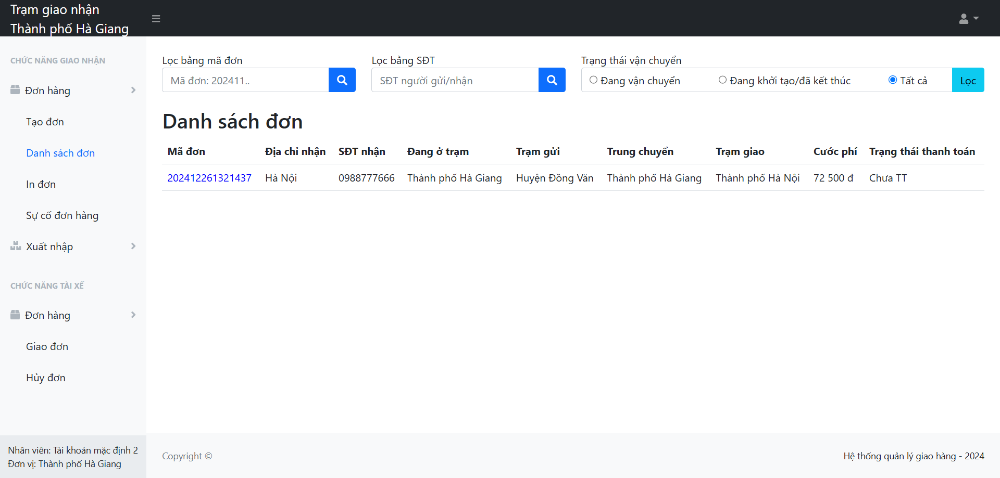 Trạm giao nhận
Thành phố Hà Giang
CHỨC NĂNG GIAO NHẬN
Đơn hàng
Tạo đơn
Danh sách đơn
In đơn
Sự cố đơn hàng
Xuất nhập
CHỨC NĂNG TÀI XẾ
Đơn hàng
Giao đơn
Hủy đơn
Nhân viên: Tài khoản mặc định 2
Đơn vị: Thành phố Hà Giang
Lọc bằng mã đơn
Mã đơn: 202411..
Lọc bằng SĐT
SĐT người gửi/nhận
Trạng thái vận chuyển
Đang vận chuyển Đang khởi tạo/đã kết thúc Tất cả Lọc
Danh sách đơn
Mã đơn Địa chỉ nhận SĐT nhận Đang ở trạm Trạm gửi Trung chuyển Trạm giao Cước phí Trạng thái thanh toán
202412261321437 Hà Nội 0988777666 Thành phố Hà Giang Huyện Đồng Văn Thành phố Hà Giang Thành phố Hà Nội 72 500 đ Chưa TT
Copyright ©
Hệ thống quản lý giao hàng - 2024